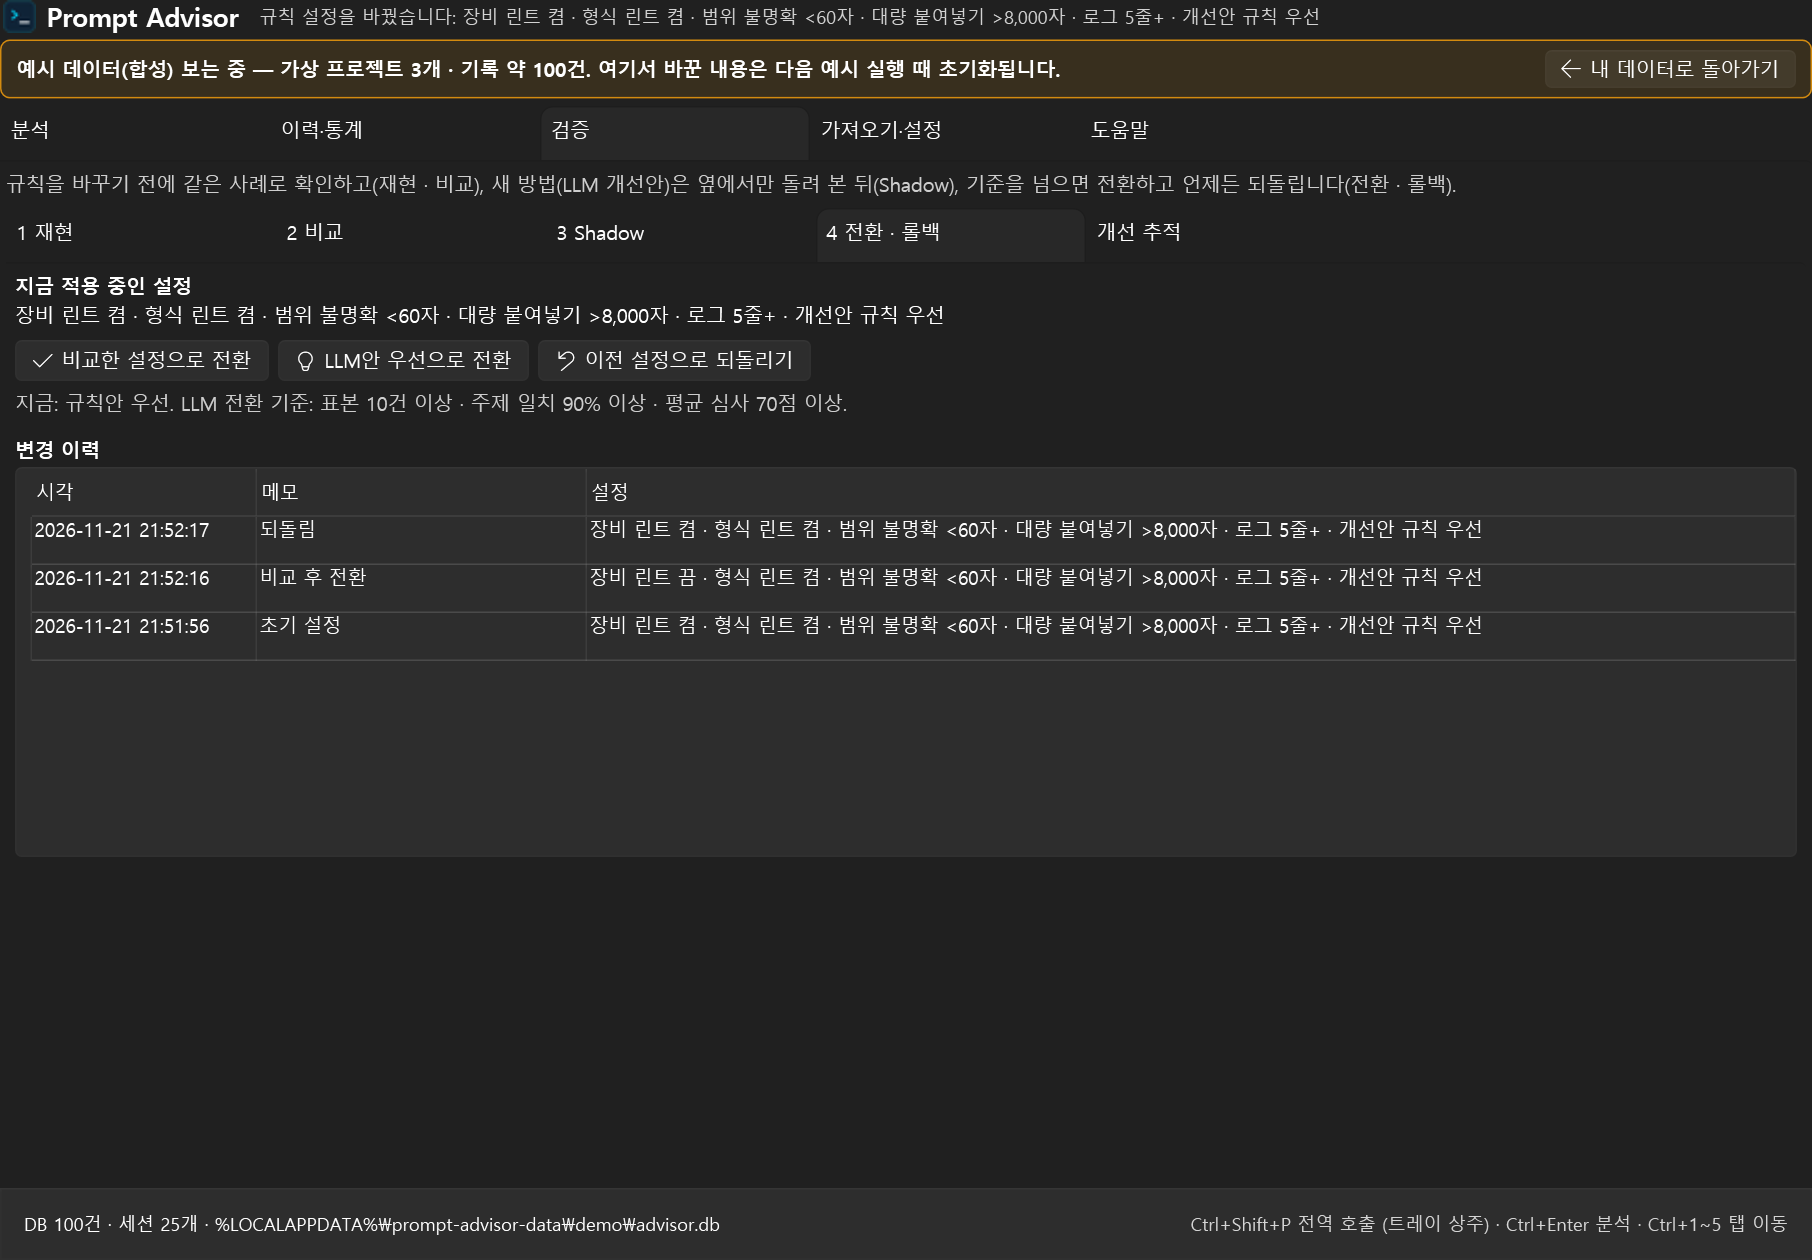 Prompt Advisor 규칙 설정을 바꿨습니다: 장비 린트 켬 · 형식 린트 켬 · 범위 불명확 <60자 · 대량 붙여넣기 >8,000자 · 로그 5줄+ · 개선안 규칙 우선
예시 데이터(합성) 보는 중 — 가상 프로젝트 3개 · 기록 약 100건. 여기서 바꾼 내용은 다음 예시 실행 때 초기화됩니다. ← 내 데이터로 돌아가기
분석 이력·통계 검증 가져오기·설정 도움말
규칙을 바꾸기 전에 같은 사례로 확인하고(재현 · 비교), 새 방법(LLM 개선안)은 옆에서만 돌려 본 뒤(Shadow), 기준을 넘으면 전환하고 언제든 되돌립니다(전환 · 롤백).
1 재현 2 비교 3 Shadow 4 전환 · 롤백 개선 추적
지금 적용 중인 설정
장비 린트 켬 · 형식 린트 켬 · 범위 불명확 <60자 · 대량 붙여넣기 >8,000자 · 로그 5줄+ · 개선안 규칙 우선
비교한 설정으로 전환 LLM안 우선으로 전환 이전 설정으로 되돌리기
지금: 규칙안 우선. LLM 전환 기준: 표본 10건 이상 · 주제 일치 90% 이상 · 평균 심사 70점 이상.
변경 이력
시각 메모 설정
2026-11-21 21:52:17 되돌림 장비 린트 켬 · 형식 린트 켬 · 범위 불명확 <60자 · 대량 붙여넣기 >8,000자 · 로그 5줄+ · 개선안 규칙 우선
2026-11-21 21:52:16 비교 후 전환 장비 린트 끔 · 형식 린트 켬 · 범위 불명확 <60자 · 대량 붙여넣기 >8,000자 · 로그 5줄+ · 개선안 규칙 우선
2026-11-21 21:51:56 초기 설정 장비 린트 켬 · 형식 린트 켬 · 범위 불명확 <60자 · 대량 붙여넣기 >8,000자 · 로그 5줄+ · 개선안 규칙 우선
DB 100건 · 세션 25개 · %LOCALAPPDATA%₩prompt-advisor-data₩demo₩advisor.db Ctrl+Shift+P 전역 호출 (트레이 상주) · Ctrl+Enter 분석 · Ctrl+1~5 탭 이동